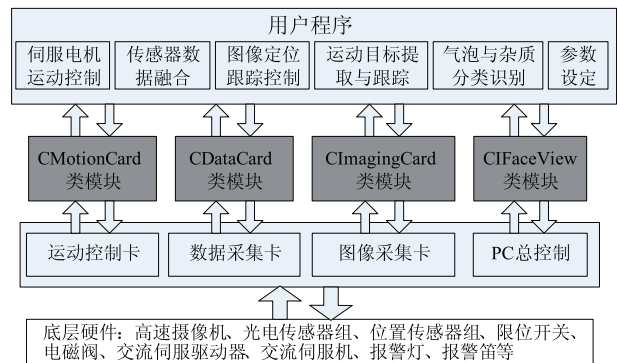 用户程序
伺服电机
运动控制
传感器数
据融合
图像定位
跟踪控制
运动目标提
取与跟踪
气泡与杂质
分类识别
参数
设定
CMotionCard
类模块
CDataCard
类模块
CImagingCard
类模块
CIFaceView
类模块
运动控制卡
数据采集卡
图像采集卡
PC总控制
底层硬件：高速摄像机、光电传感器组、位置传感器组、限位开关、
电磁阀、交流伺服驱动器、交流伺服机、报警灯、报警笛等